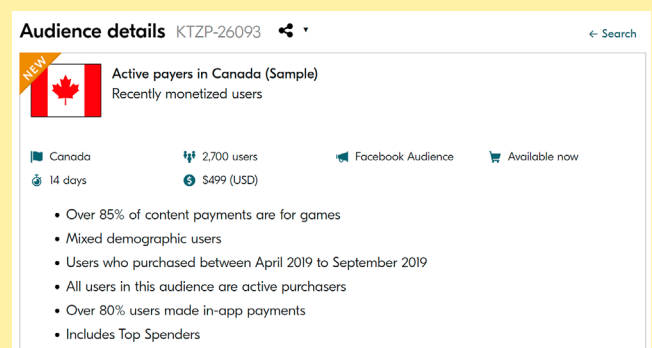 Audience details KTZP-26093
← Search
NEW
Active payers in Canada (Sample)
Recently monetized users
Canada 2,700 users Facebook Audience Available now
14 days $499 (USD)
• Over 85% of content payments are for games
• Mixed demographic users
• Users who purchased between April 2019 to September 2019
• All users in this audience are active purchasers
• Over 80% users made in-app payments
• Includes Top Spenders